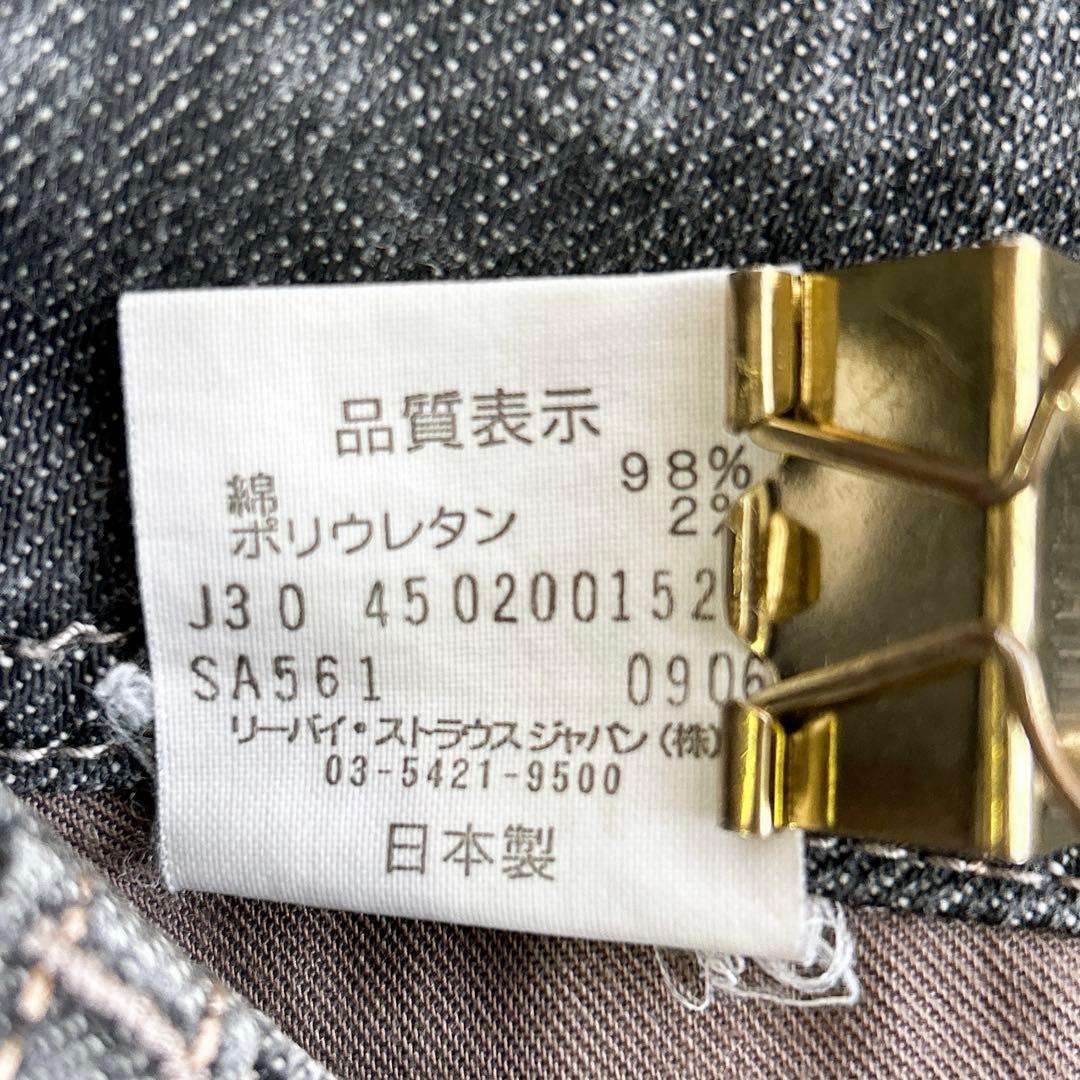 品質表示
綿 98%
ポリウレタン 2%
J30 450200152
SA561 0906
リーバイ・ストラウスジャパン(株)
03-5421-9500
日本製